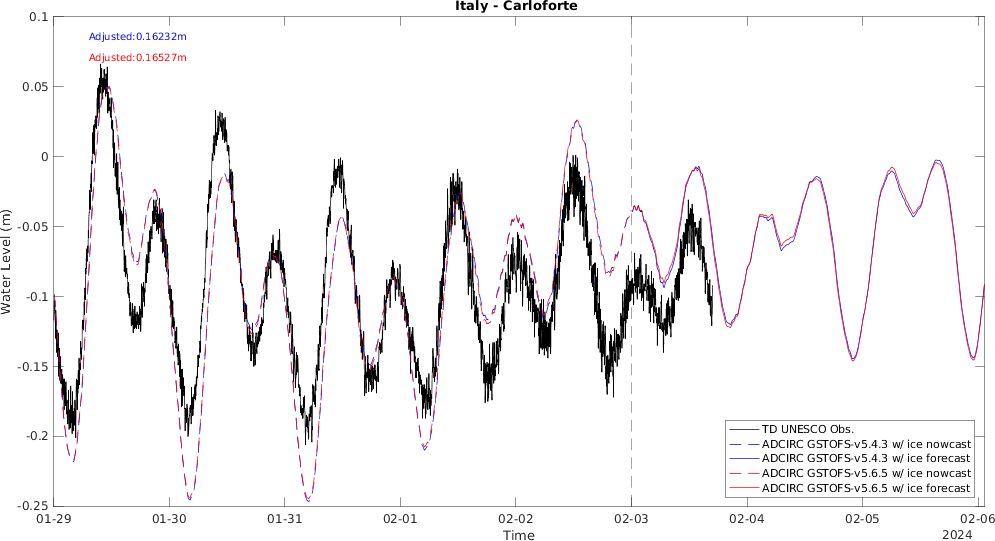 Italy - Carloforte
Adjusted:0.16232m
Adjusted:0.16527m
0.1
0.05
0
-0.05
-0.1
-0.15
-0.2
-0.25
Water Level (m)
01-29
01-30
01-31
02-01
02-02
02-03
02-04
02-05
02-06
Time
2024
TD UNESCO Obs.
ADCIRC GSTOFS-v5.4.3 w/ ice nowcast
ADCIRC GSTOFS-v5.4.3 w/ ice forecast
ADCIRC GSTOFS-v5.6.5 w/ ice nowcast
ADCIRC GSTOFS-v5.6.5 w/ ice forecast